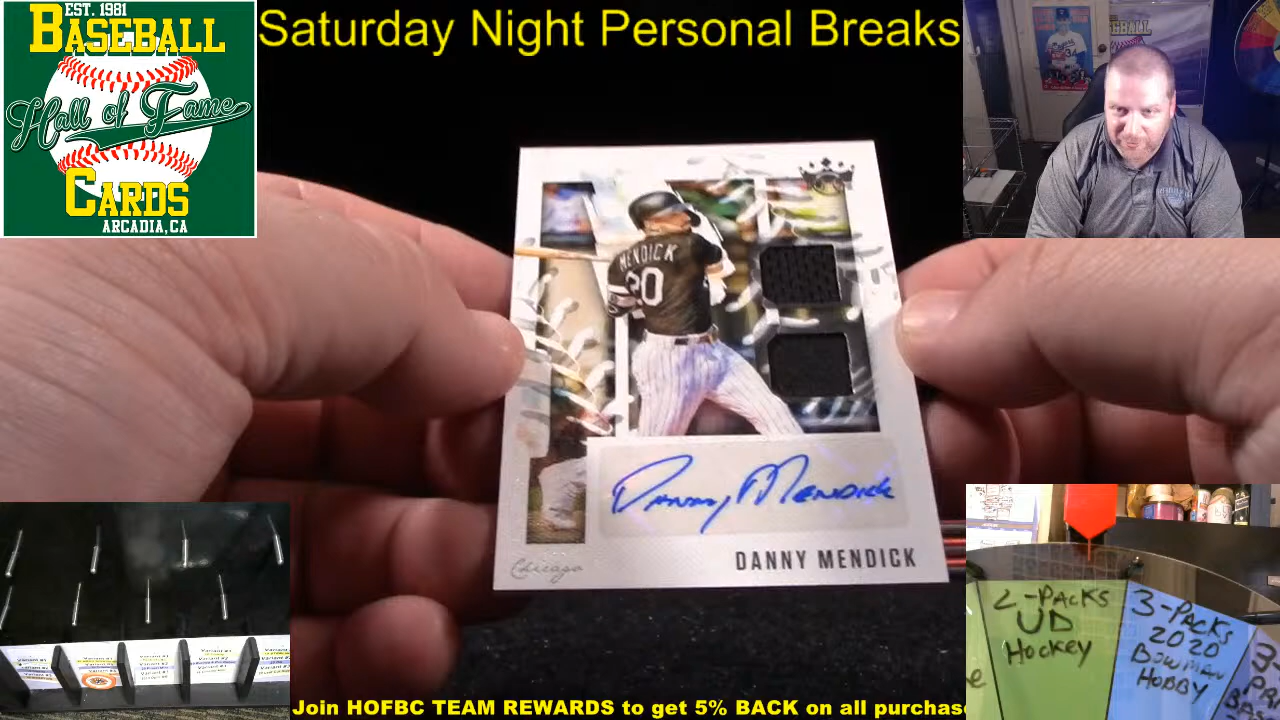 EST. 1981
BASEBALL
Hall of Fame
CARDS
ARCADIA, CA
Saturday Night Personal Breaks
MENDICK
20
Danny Mendick
Chicago
DANNY MENDICK
2-PACKS
UD
HOCKEY
3-PACKS
2020
BOWMAN
HOBBY
Join HOFBC TEAM REWARDS to get 5% BACK on all purchas